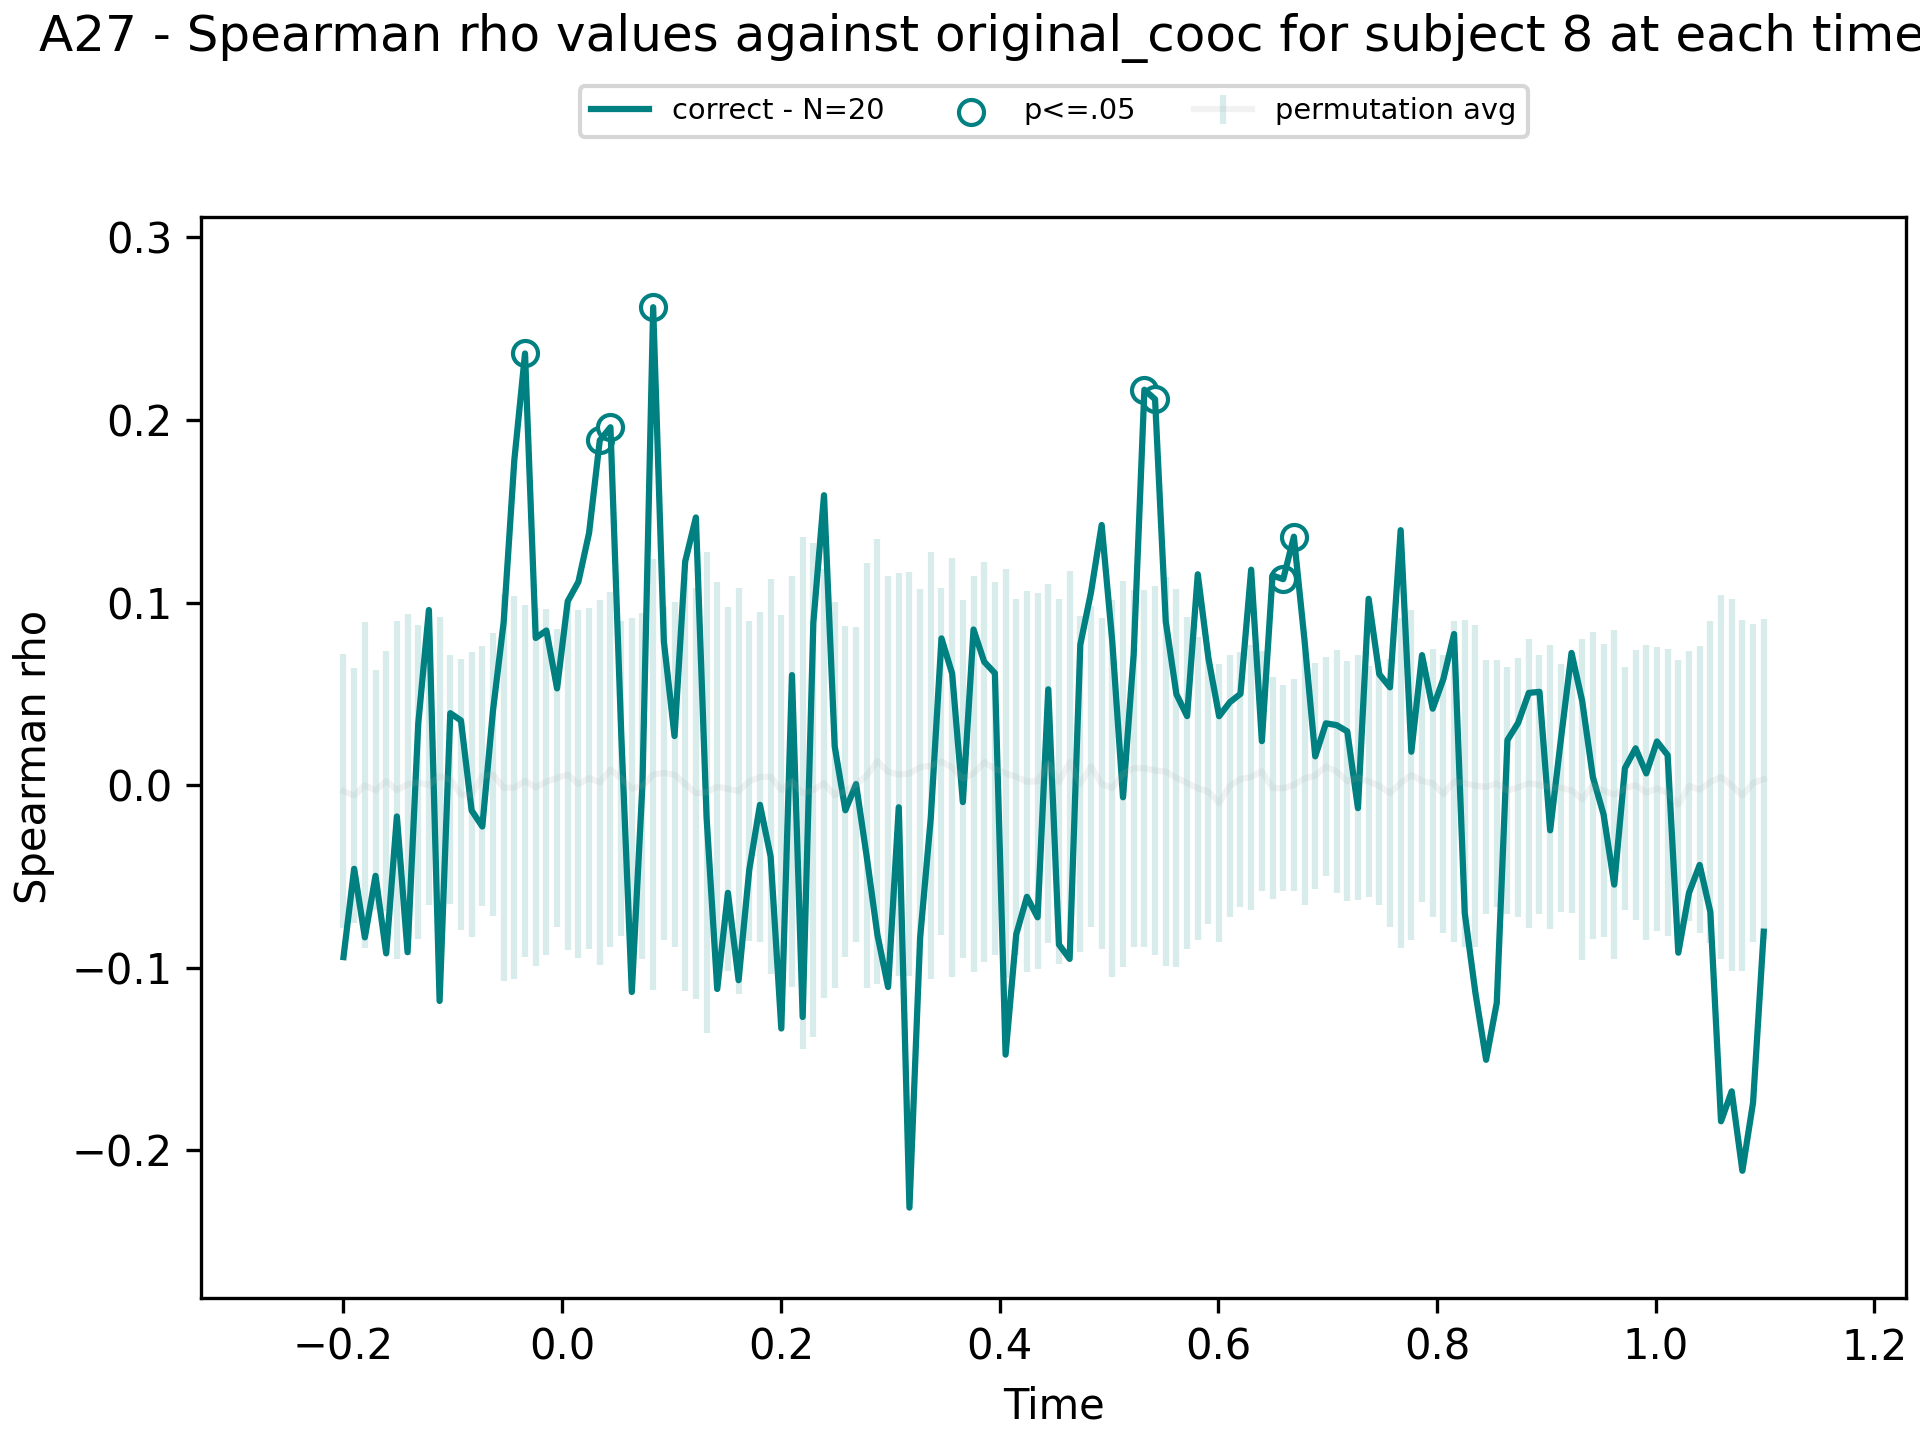 A27 - Spearman rho values against original_cooc for subject 8 at each time
correct - N=20 p<=.05 permutation avg
0.3
0.2
0.1
0.0
−0.1
−0.2
Spearman rho
−0.2 0.0 0.2 0.4 0.6 0.8 1.0 1.2
Time